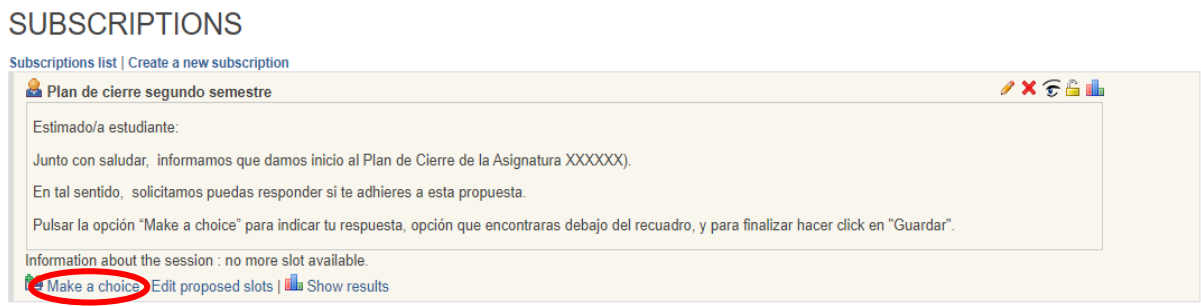 SUBSCRIPTIONS
Subscriptions list | Create a new subscription
Plan de cierre segundo semestre
Estimado/a estudiante:
Junto con saludar, informamos que damos inicio al Plan de Cierre de la Asignatura XXXXXX).
En tal sentido, solicitamos puedas responder si te adhieres a esta propuesta.
Pulsar la opción “Make a choice” para indicar tu respuesta, opción que encontraras debajo del recuadro, y para finalizar hacer click en "Guardar".
Information about the session : no more slot available.
Make a choice Edit proposed slots | Show results